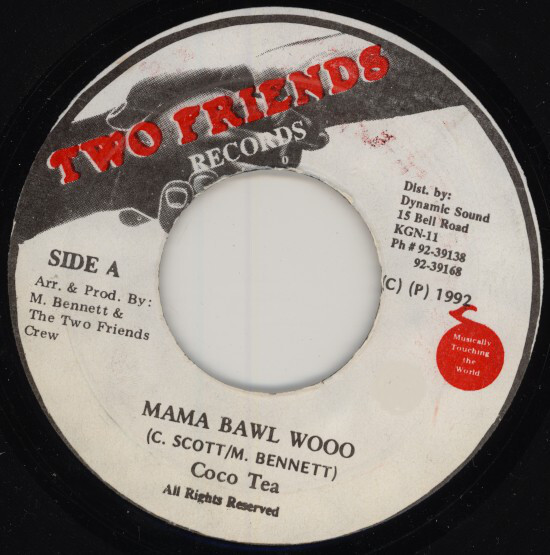 TWO FRIENDS
RECORDS
SIDE A
Arr. & Prod. By:
M. Bennett &
The Two Friends
Crew
Dist. by:
Dynamic Sound
15 Bell Road
KGN-11
Ph # 92-39138
92-39168
(C) (P) 1992
Musically
Touching
the
World
MAMA BAWL WOOO
(C. SCOTT/M. BENNETT)
Coco Tea
All Rights Reserved